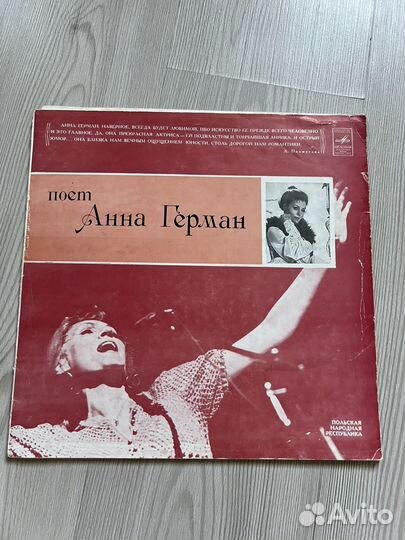 АННА ГЕРМАН, НАВЕРНОЕ, ВСЕГДА БУДЕТ ЛЮБИМОЙ, ИБО ИСКУССТВО ЕЕ ПРЕЖДЕ ВСЕГО ЧЕЛОВЕЧНО
И ЭТО ГЛАВНОЕ. ДА, ОНА ПРЕКРАСНАЯ АКТРИСА — ЕЙ ПОДВЛАСТНЫ И ТОНЧАЙШАЯ ЛИРИКА, И ОСТРЫЙ
ЮМОР... ОНА БЛИЗКА НАМ ВЕЧНЫМ ОЩУЩЕНИЕМ ЮНОСТИ, СТОЛЬ ДОРОГОЙ НАМ РОМАНТИКИ.
А. Пахмутова
МЕЛОДИЯ
поет
Анна Герман
ПОЛЬСКАЯ
НАРОДНАЯ
РЕСПУБЛИКА
Avito